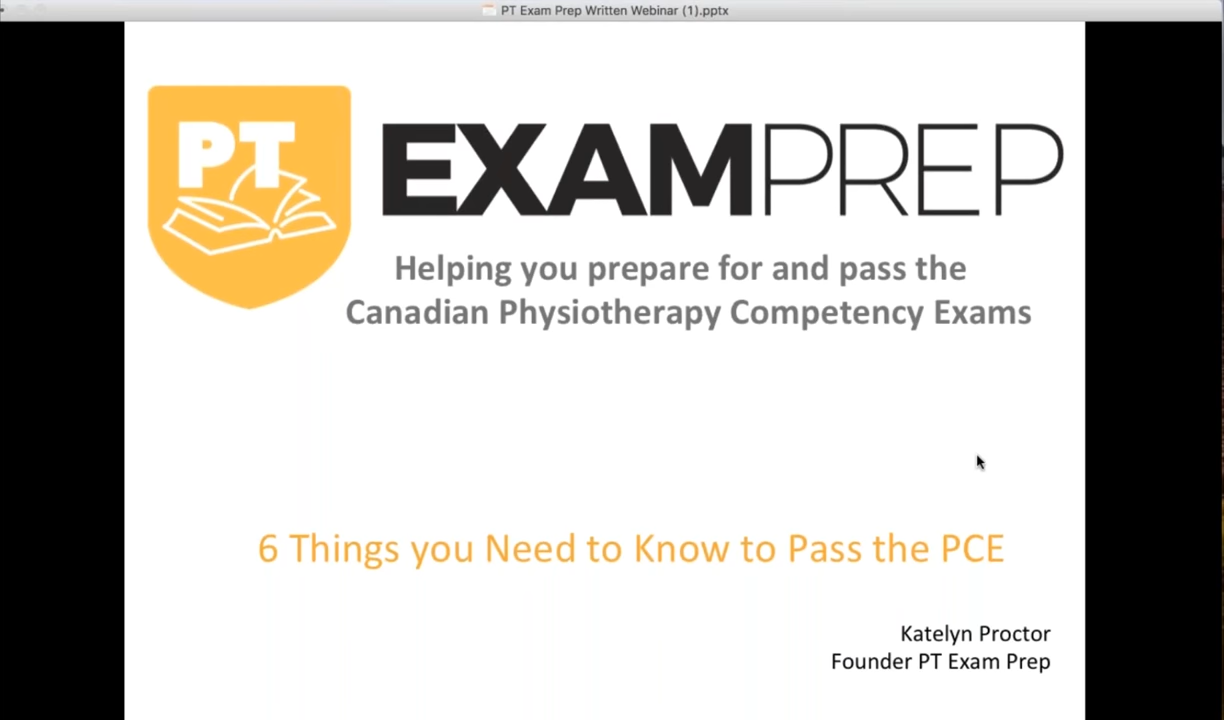 PT Exam Prep Written Webinar (1).pptx
PT
EXAMPREP
Helping you prepare for and pass the
Canadian Physiotherapy Competency Exams
6 Things you Need to Know to Pass the PCE
Katelyn Proctor
Founder PT Exam Prep